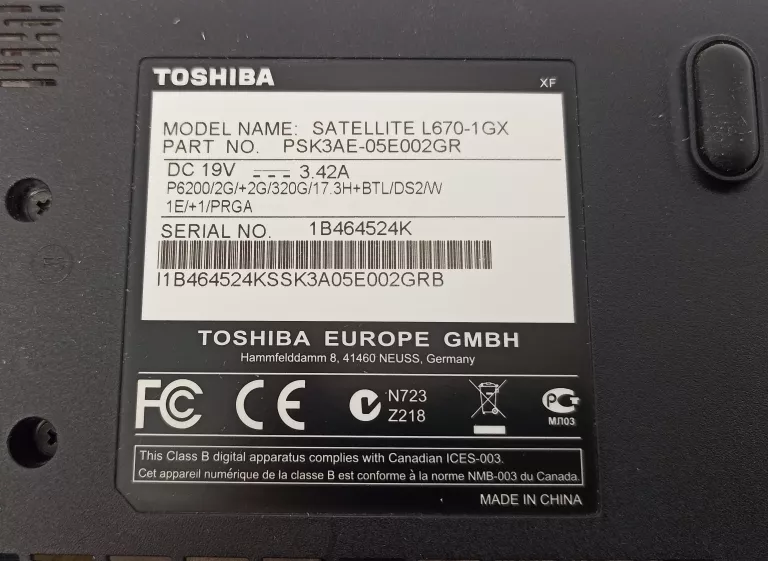 TOSHIBA
XF
MODEL NAME: SATELLITE L670-1GX
PART NO. PSK3AE-05E002GR
DC 19V 3.42A
P6200/2G/+2G/320G/17.3H+BTL/DS2/W
1E/+1/PRGA
SERIAL NO. 1B464524K
I1B464524KSSK3A05E002GRB
TOSHIBA EUROPE GMBH
Hammfelddamm 8, 41460 NEUSS, Germany
FC CE N723
Z218
РСТ
МЛ03
This Class B digital apparatus complies with Canadian ICES-003.
Cet appareil numérique de la classe B est conforme à la norme NMB-003 du Canada.
MADE IN CHINA